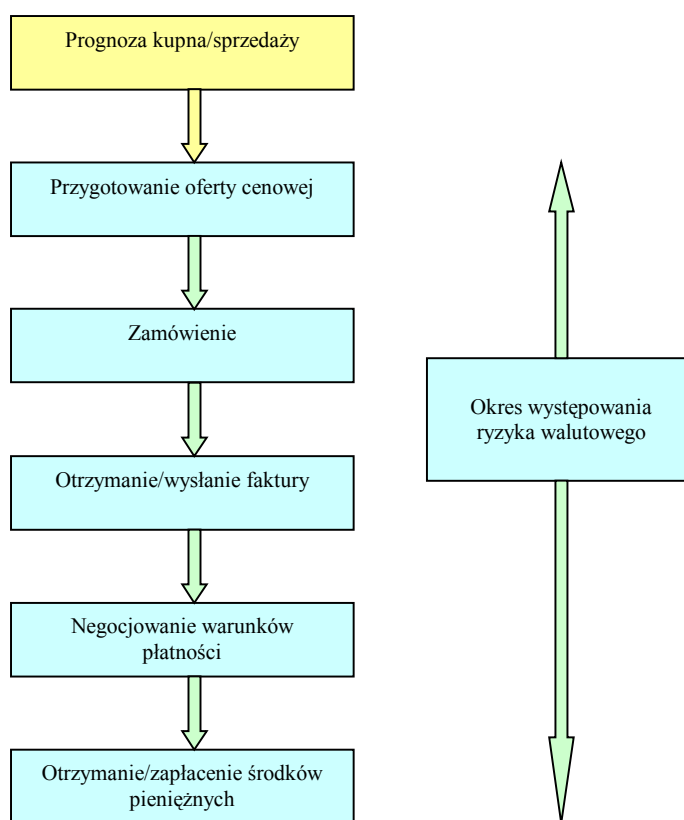 Prognoza kupna/sprzedaży
Przygotowanie oferty cenowej
Zamówienie
Okres występowania
ryzyka walutowego
Otrzymanie/wysłanie faktury
Negocjowanie warunków
płatności
Otrzymanie/zapłacenie środków
pieniężnych